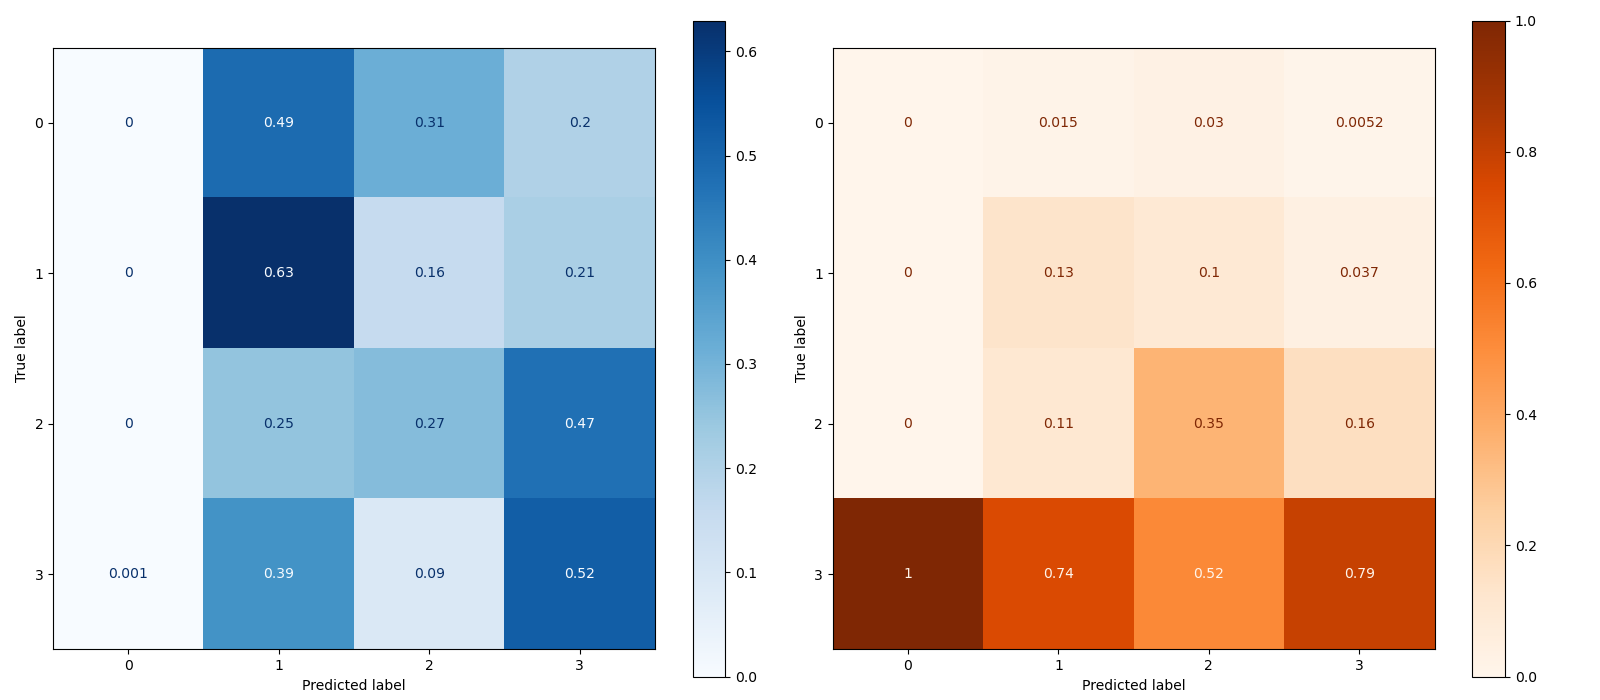 True label
0 0 0.49 0.31 0.2
1 0 0.63 0.16 0.21
2 0 0.25 0.27 0.47
3 0.001 0.39 0.09 0.52
0 1 2 3
Predicted label
0.6
0.5
0.4
0.3
0.2
0.1
0.0
True label
0 0 0.015 0.03 0.0052
1 0 0.13 0.1 0.037
2 0 0.11 0.35 0.16
3 1 0.74 0.52 0.79
0 1 2 3
Predicted label
1.0
0.8
0.6
0.4
0.2
0.0